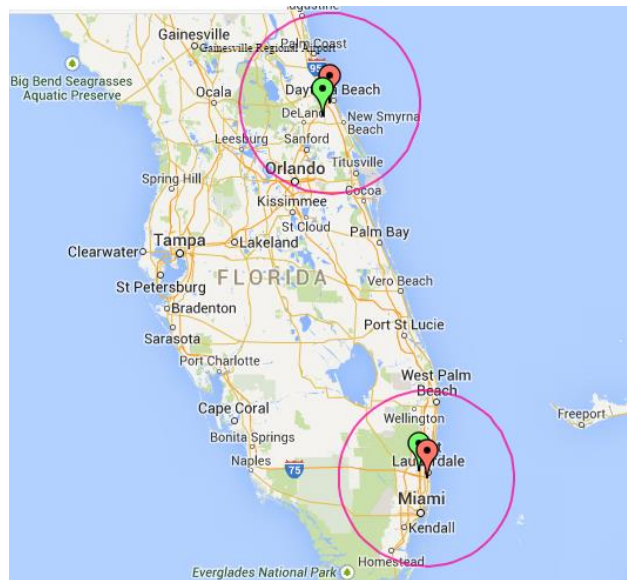 Gainesville
Palm Coast
Gainesville Regional Airport
95
Big Bend Seagrasses
Aquatic Preserve
Ocala
Beach
DeLand
New Smyrna
Beach
Leesburg
Sanford
Titusville
Orlando
Spring Hill
Cocoa
Kissimmee
St Cloud
Palm Bay
Tampa
Lakeland
Clearwater
FLORIDA
St Petersburg
Vero Beach
Bradenton
Port St Lucie
Sarasota
Port Charlotte
West Palm
Beach
Cape Coral
Wellington
Freeport
Bonita Springs
Naples
75
Miami
Kendall
Homestead
Everglades National Park